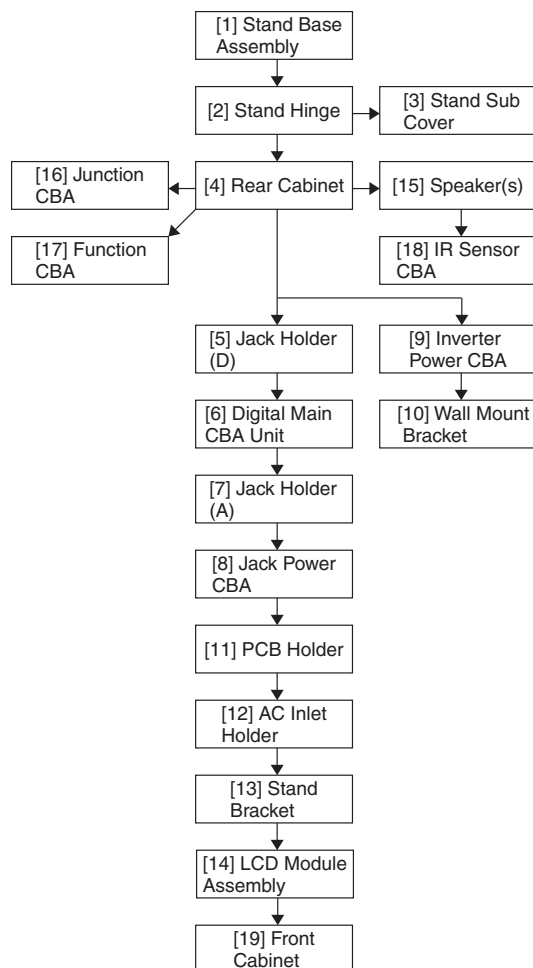 [1] Stand Base
Assembly
[2] Stand Hinge
[3] Stand Sub
Cover
[16] Junction
CBA
[4] Rear Cabinet
[15] Speaker(s)
[17] Function
CBA
[18] IR Sensor
CBA
[5] Jack Holder
(D)
[9] Inverter
Power CBA
[6] Digital Main
CBA Unit
[10] Wall Mount
Bracket
[7] Jack Holder
(A)
[8] Jack Power
CBA
[11] PCB Holder
[12] AC Inlet
Holder
[13] Stand
Bracket
[14] LCD Module
Assembly
[19] Front
Cabinet